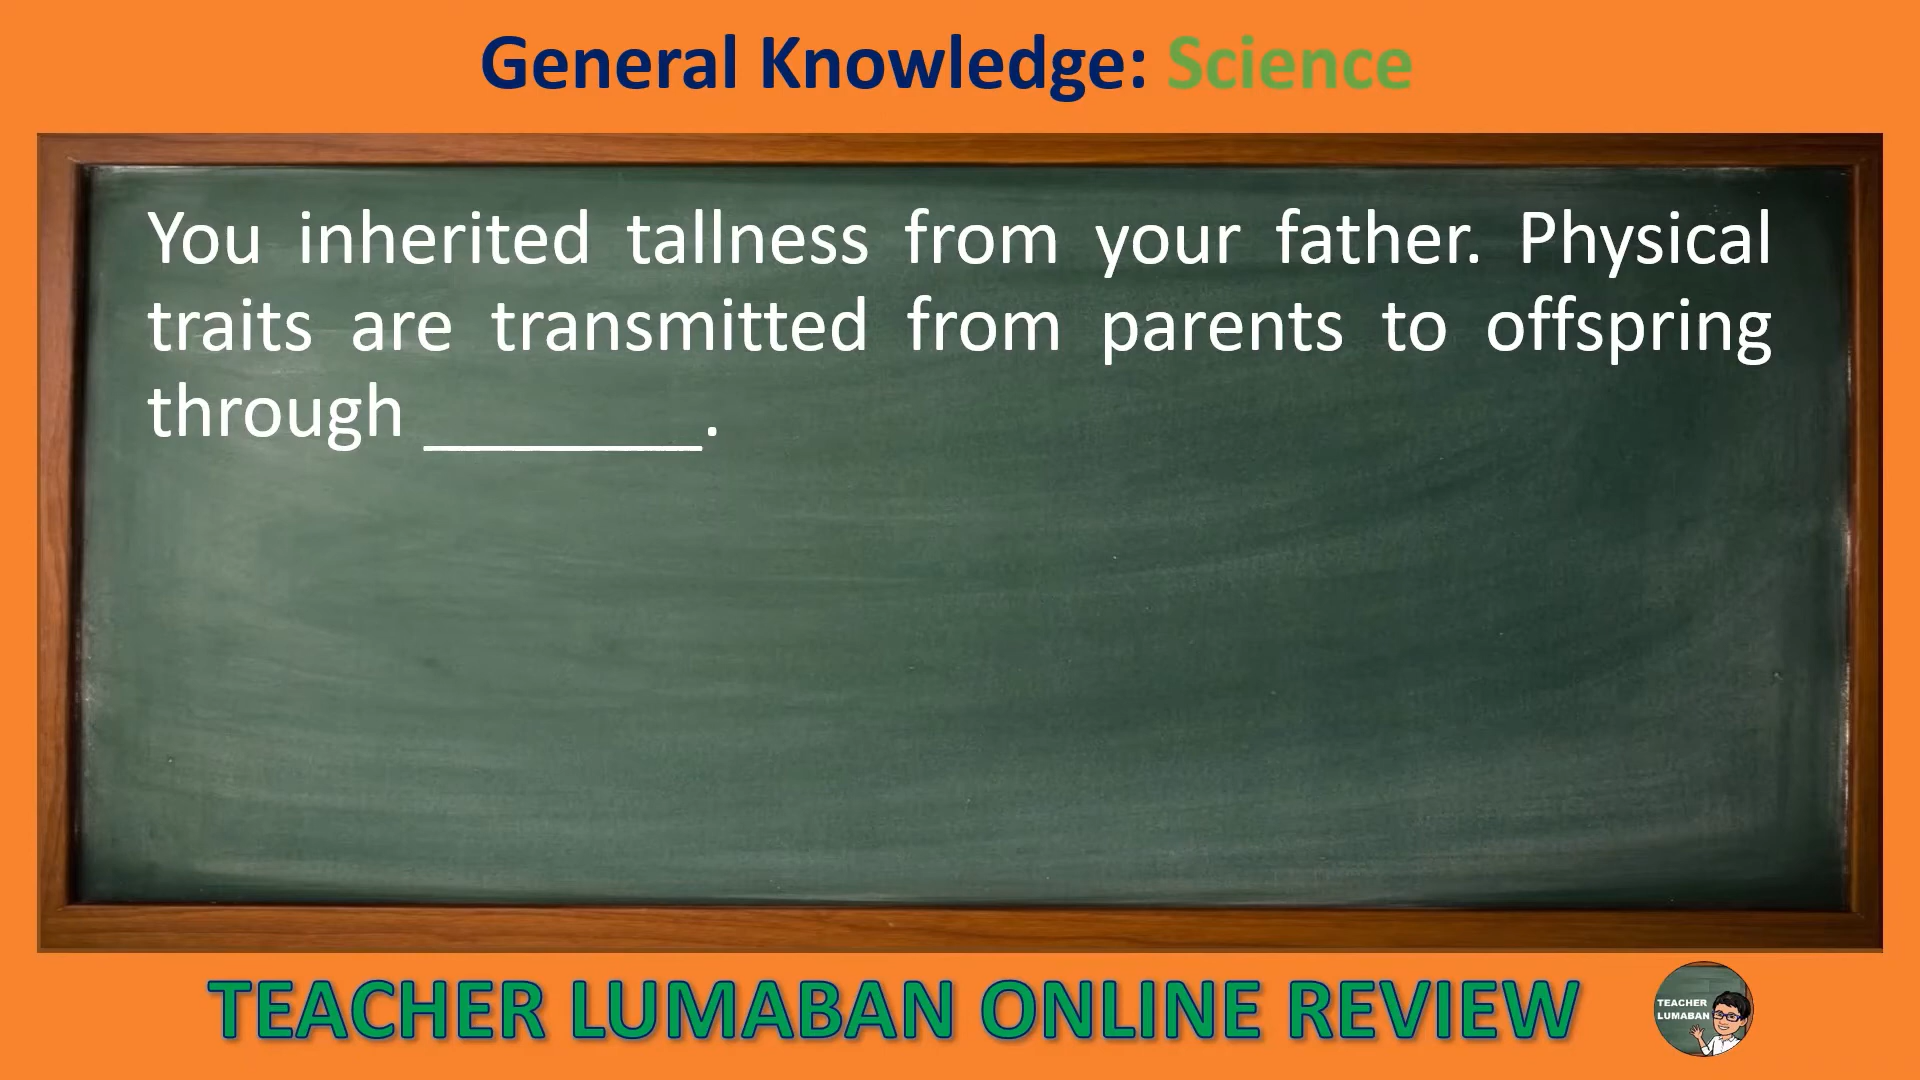 General Knowledge: Science
You inherited tallness from your father. Physical
traits are transmitted from parents to offspring
through ________.
TEACHER LUMABAN ONLINE REVIEW
TEACHER
LUMABAN